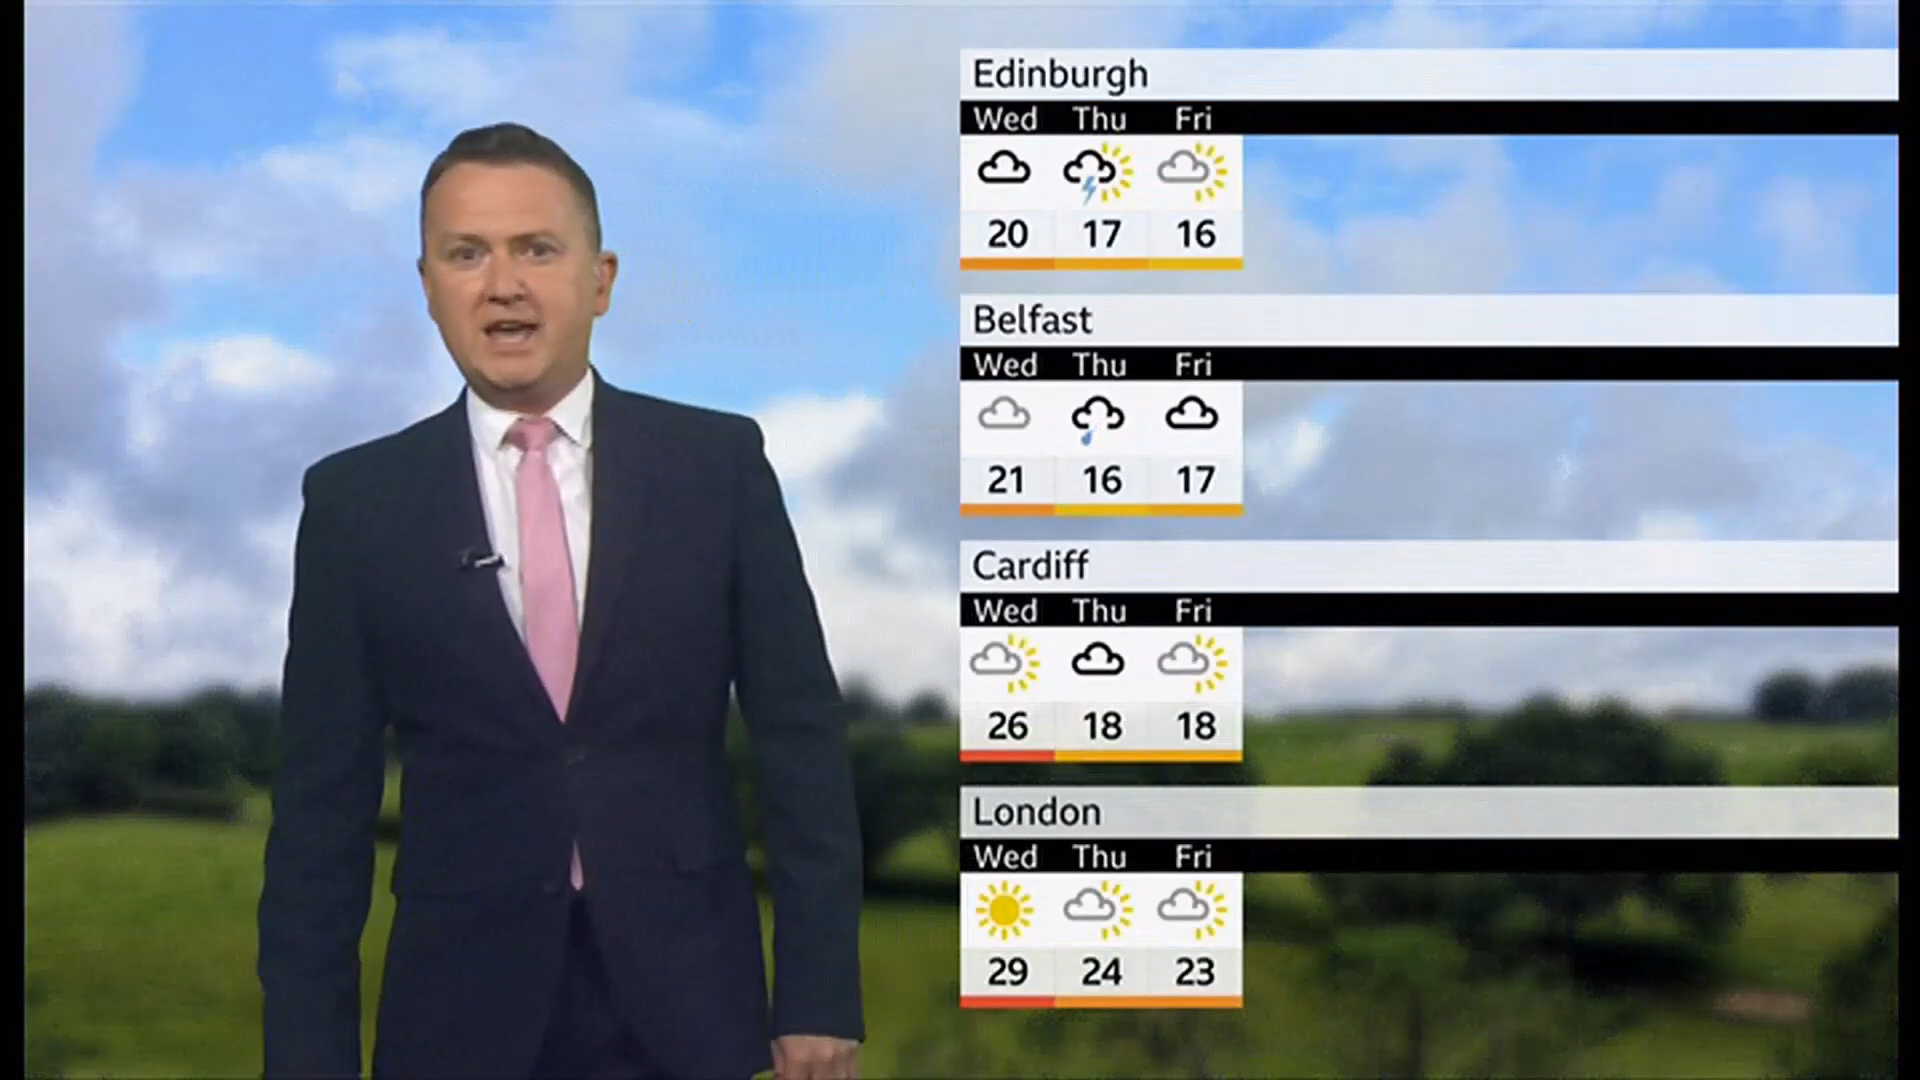 Edinburgh
Wed Thu Fri
20 17 16
Belfast
Wed Thu Fri
21 16 17
Cardiff
Wed Thu Fri
26 18 18
London
Wed Thu Fri
29 24 23